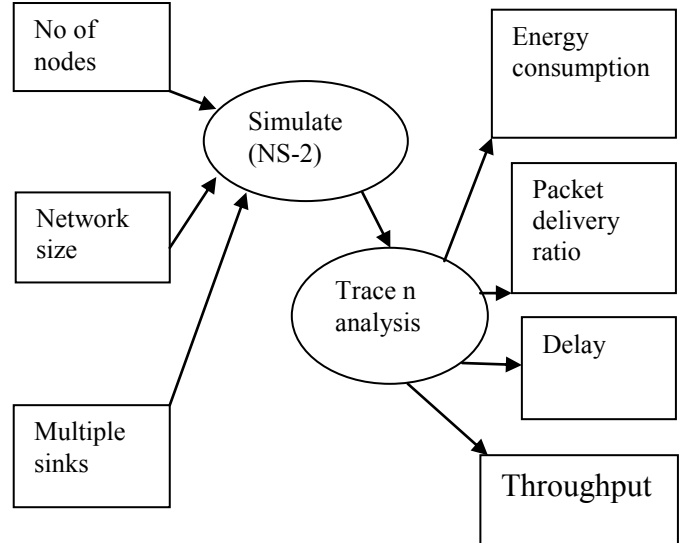 No of
nodes
Network
size
Multiple
sinks
Simulate
(NS-2)
Trace n
analysis
Energy
consumption
Packet
delivery
ratio
Delay
Throughput